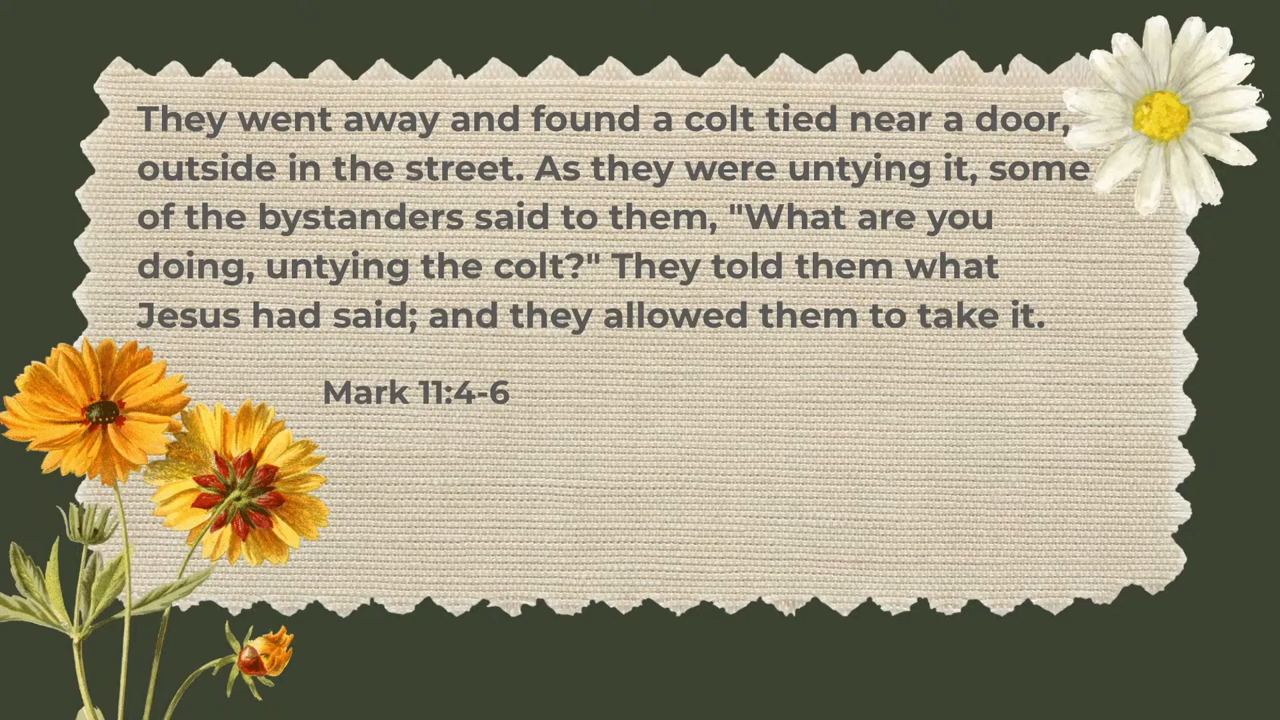 They went away and found a colt tied near a door,
outside in the street. As they were untying it, some
of the bystanders said to them, "What are you
doing, untying the colt?" They told them what
Jesus had said; and they allowed them to take it.
Mark 11:4-6